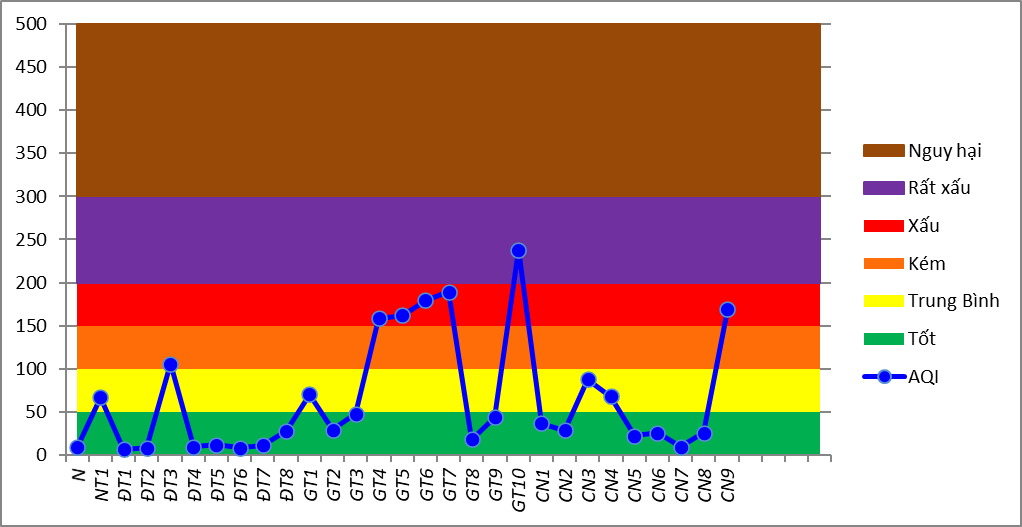 500
450
400
350
300
250
200
150
100
50
0
N
NT1
ĐT1
ĐT2
ĐT3
ĐT4
ĐT5
ĐT6
ĐT7
ĐT8
GT1
GT2
GT3
GT4
GT5
GT6
GT7
GT8
GT9
GT10
CN1
CN2
CN3
CN4
CN5
CN6
CN7
CN8
CN9
Nguy hại
Rất xấu
Xấu
Kém
Trung Bình
Tốt
AQI